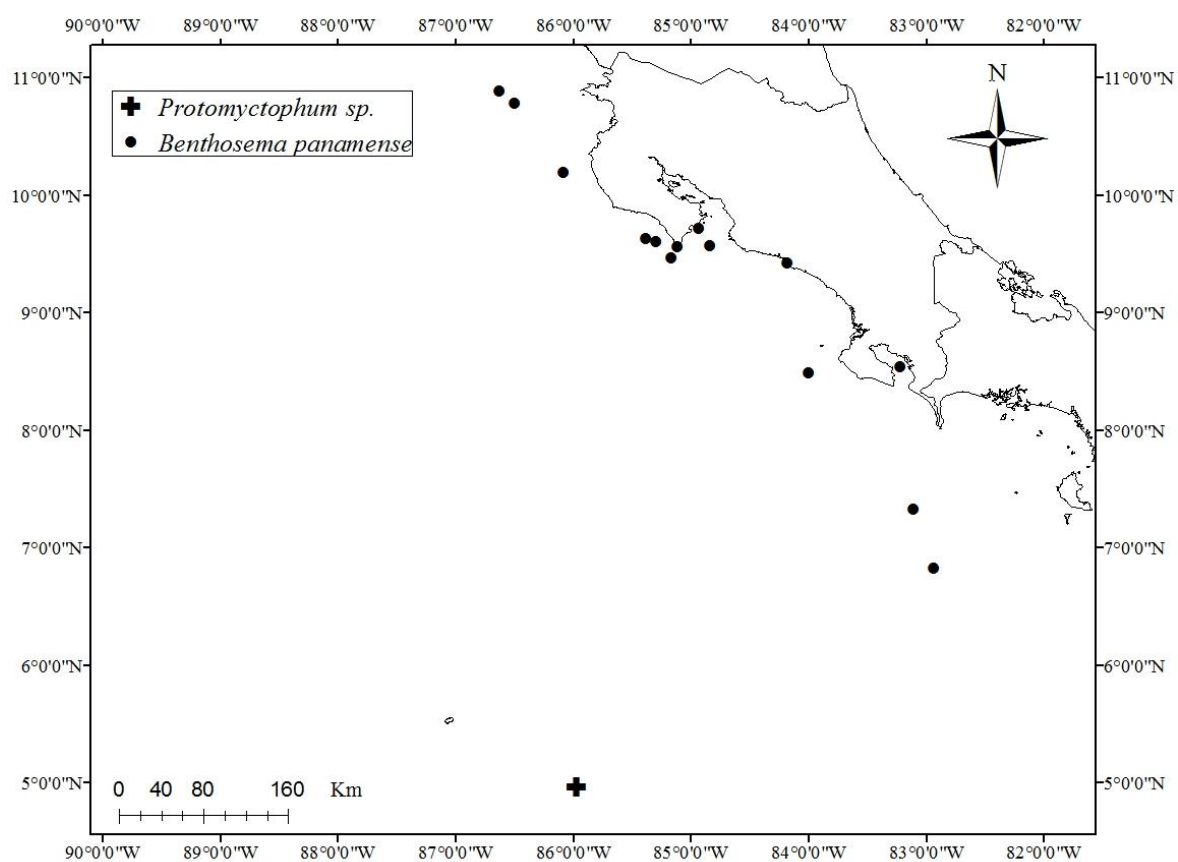 90°0'0"W 89°0'0"W 88°0'0"W 87°0'0"W 86°0'0"W 85°0'0"W 84°0'0"W 83°0'0"W 82°0'0"W
N
11°0'0"N 11°0'0"N
Protomyctophum sp.
Benthosema panamense
10°0'0"N 10°0'0"N
9°0'0"N 9°0'0"N
8°0'0"N 8°0'0"N
7°0'0"N 7°0'0"N
6°0'0"N 6°0'0"N
5°0'0"N 5°0'0"N
0 40 80 160 Km
90°0'0"W 89°0'0"W 88°0'0"W 87°0'0"W 86°0'0"W 85°0'0"W 84°0'0"W 83°0'0"W 82°0'0"W